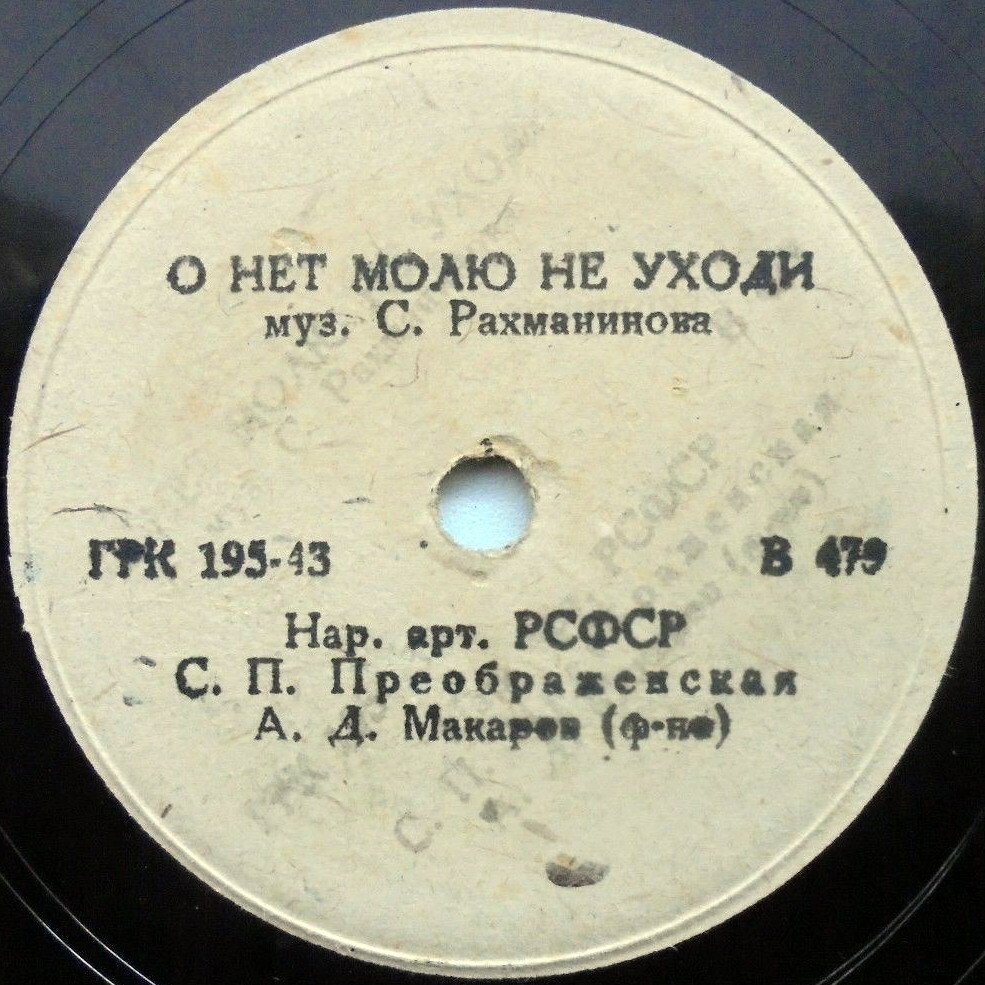 О НЕТ МОЛЮ НЕ УХОДИ
муз. С. Рахманинова
ГРК 195-43 В 479
Нар. арт. РСФСР
С. П. Преображенская
А. Д. Макаров (ф-но)